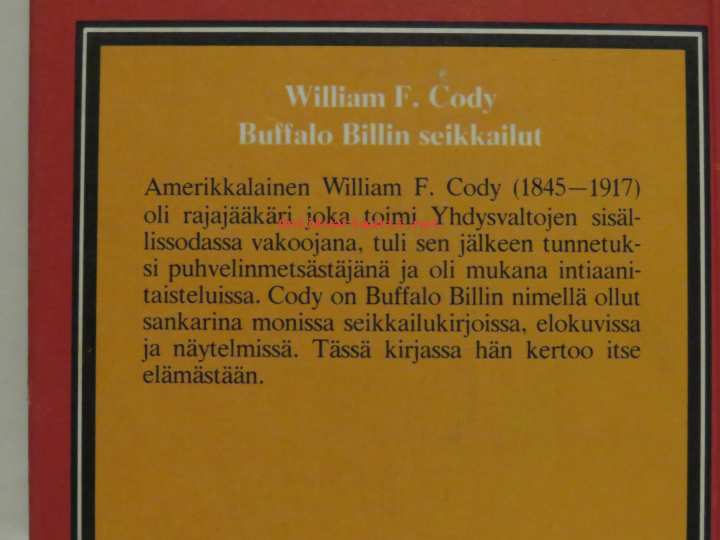 William F. Cody
Buffalo Billin seikkailut
Amerikkalainen William F. Cody (1845—1917)
oli rajajääkäri joka toimi Yhdysvaltojen sisäl-
lissodassa vakoojana, tuli sen jälkeen tunnetuk-
si puhvelinmetsästäjänä ja oli mukana intiaani-
taisteluissa. Cody on Buffalo Billin nimellä ollut
sankarina monissa seikkailukirjoissa, elokuvissa
ja näytelmissä. Tässä kirjassa hän kertoo itse
elämästään.